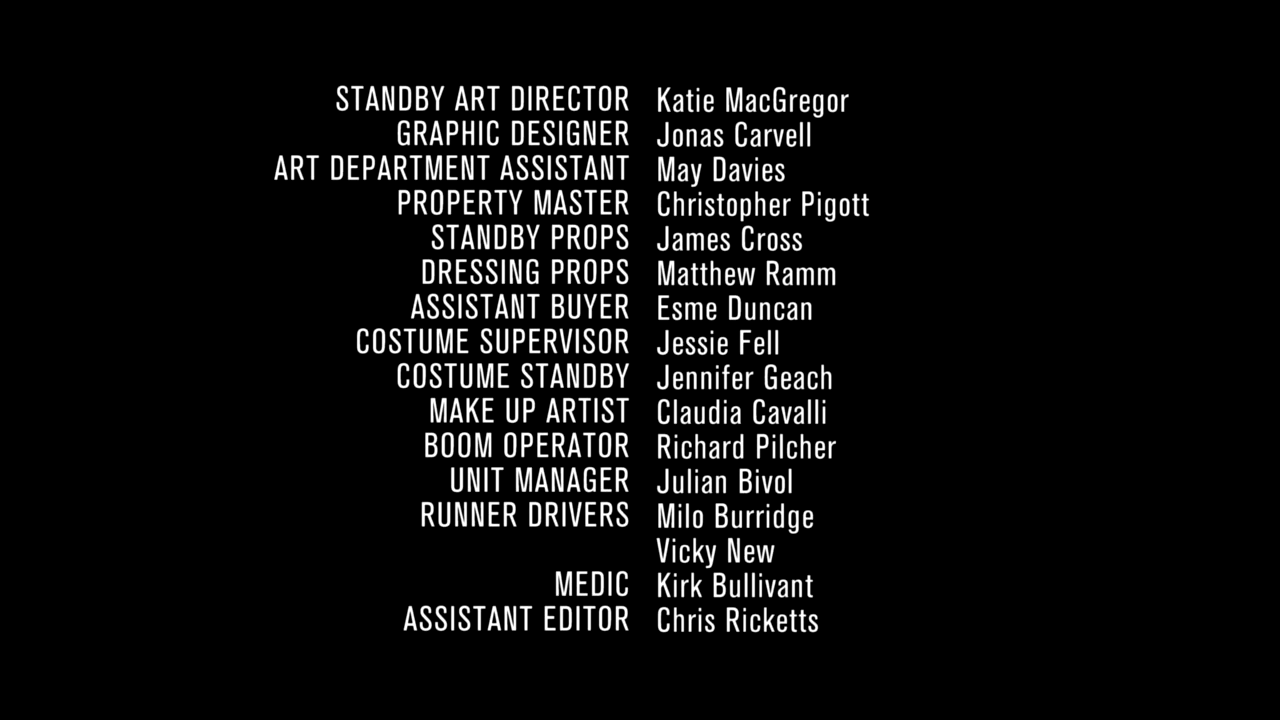 STANDBY ART DIRECTOR Katie MacGregor
GRAPHIC DESIGNER Jonas Carvell
ART DEPARTMENT ASSISTANT May Davies
PROPERTY MASTER Christopher Pigott
STANDBY PROPS James Cross
DRESSING PROPS Matthew Ramm
ASSISTANT BUYER Esme Duncan
COSTUME SUPERVISOR Jessie Fell
COSTUME STANDBY Jennifer Geach
MAKE UP ARTIST Claudia Cavalli
BOOM OPERATOR Richard Pilcher
UNIT MANAGER Julian Bivol
RUNNER DRIVERS Milo Burridge
Vicky New
MEDIC Kirk Bullivant
ASSISTANT EDITOR Chris Ricketts